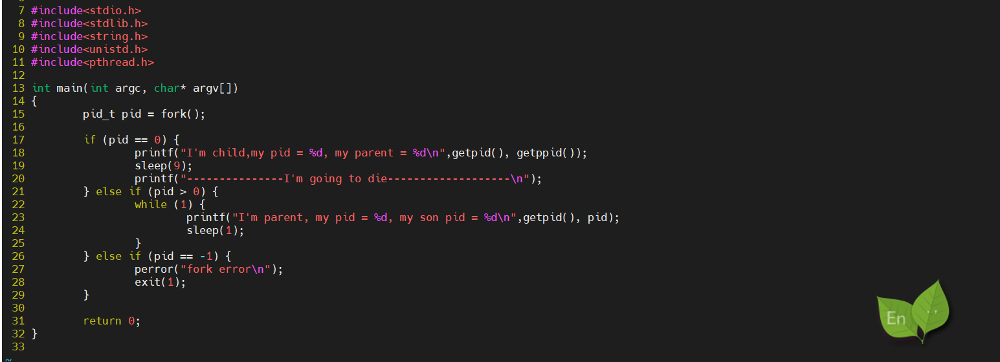 7 #include<stdio.h>
8 #include<stdlib.h>
9 #include<string.h>
10 #include<unistd.h>
11 #include<pthread.h>
12
13 int main(int argc, char* argv[])
14 {
15         pid_t pid = fork();
16
17         if (pid == 0) {
18                 printf("I'm child,my pid = %d, my parent = %d\n",getpid(), getppid());
19                 sleep(9);
20                 printf("---------------I'm going to die-------------------\n");
21         } else if (pid > 0) {
22                 while (1) {
23                         printf("I'm parent, my pid = %d, my son pid = %d\n",getpid(), pid);
24                         sleep(1);
25                 }
26         } else if (pid == -1) {
27                 perror("fork error\n");
28                 exit(1);
29         }
30
31         return 0;
32 }
33
~
En